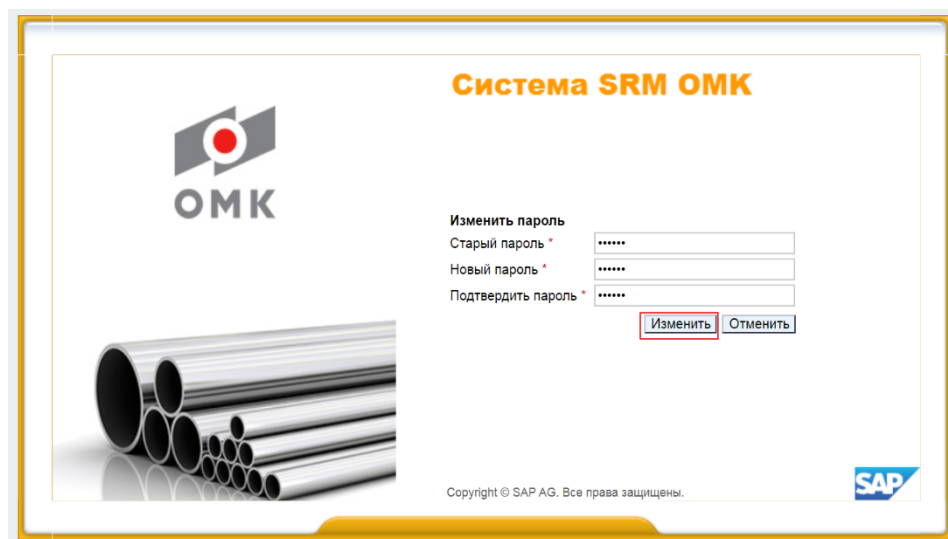 Система SRM ОМК
ОМК
Изменить пароль
Старый пароль * ••••••
Новый пароль * ••••••
Подтвердить пароль * ••••••
Изменить Отменить
Copyright © SAP AG. Все права защищены.
SAP